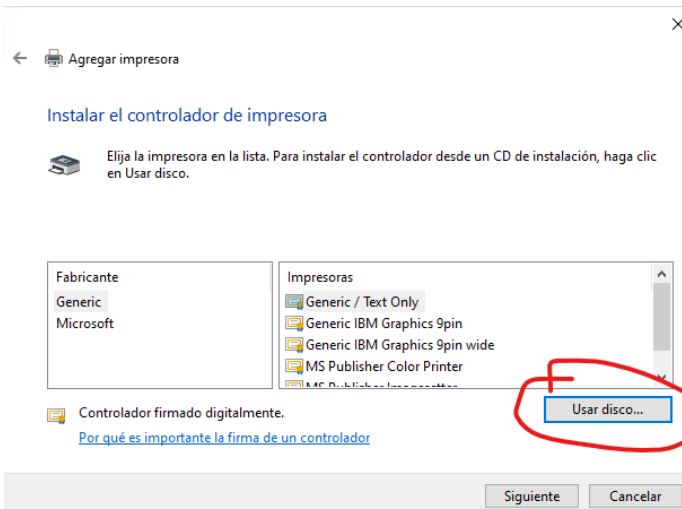 Agregar impresora
Instalar el controlador de impresora
Elija la impresora en la lista. Para instalar el controlador desde un CD de instalación, haga clic
en Usar disco.
Fabricante
Generic
Microsoft
Impresoras
Generic / Text Only
Generic IBM Graphics 9pin
Generic IBM Graphics 9pin wide
MS Publisher Color Printer
MS Publisher Imagesetter
Controlador firmado digitalmente.
Por qué es importante la firma de un controlador
Usar disco...
Siguiente
Cancelar